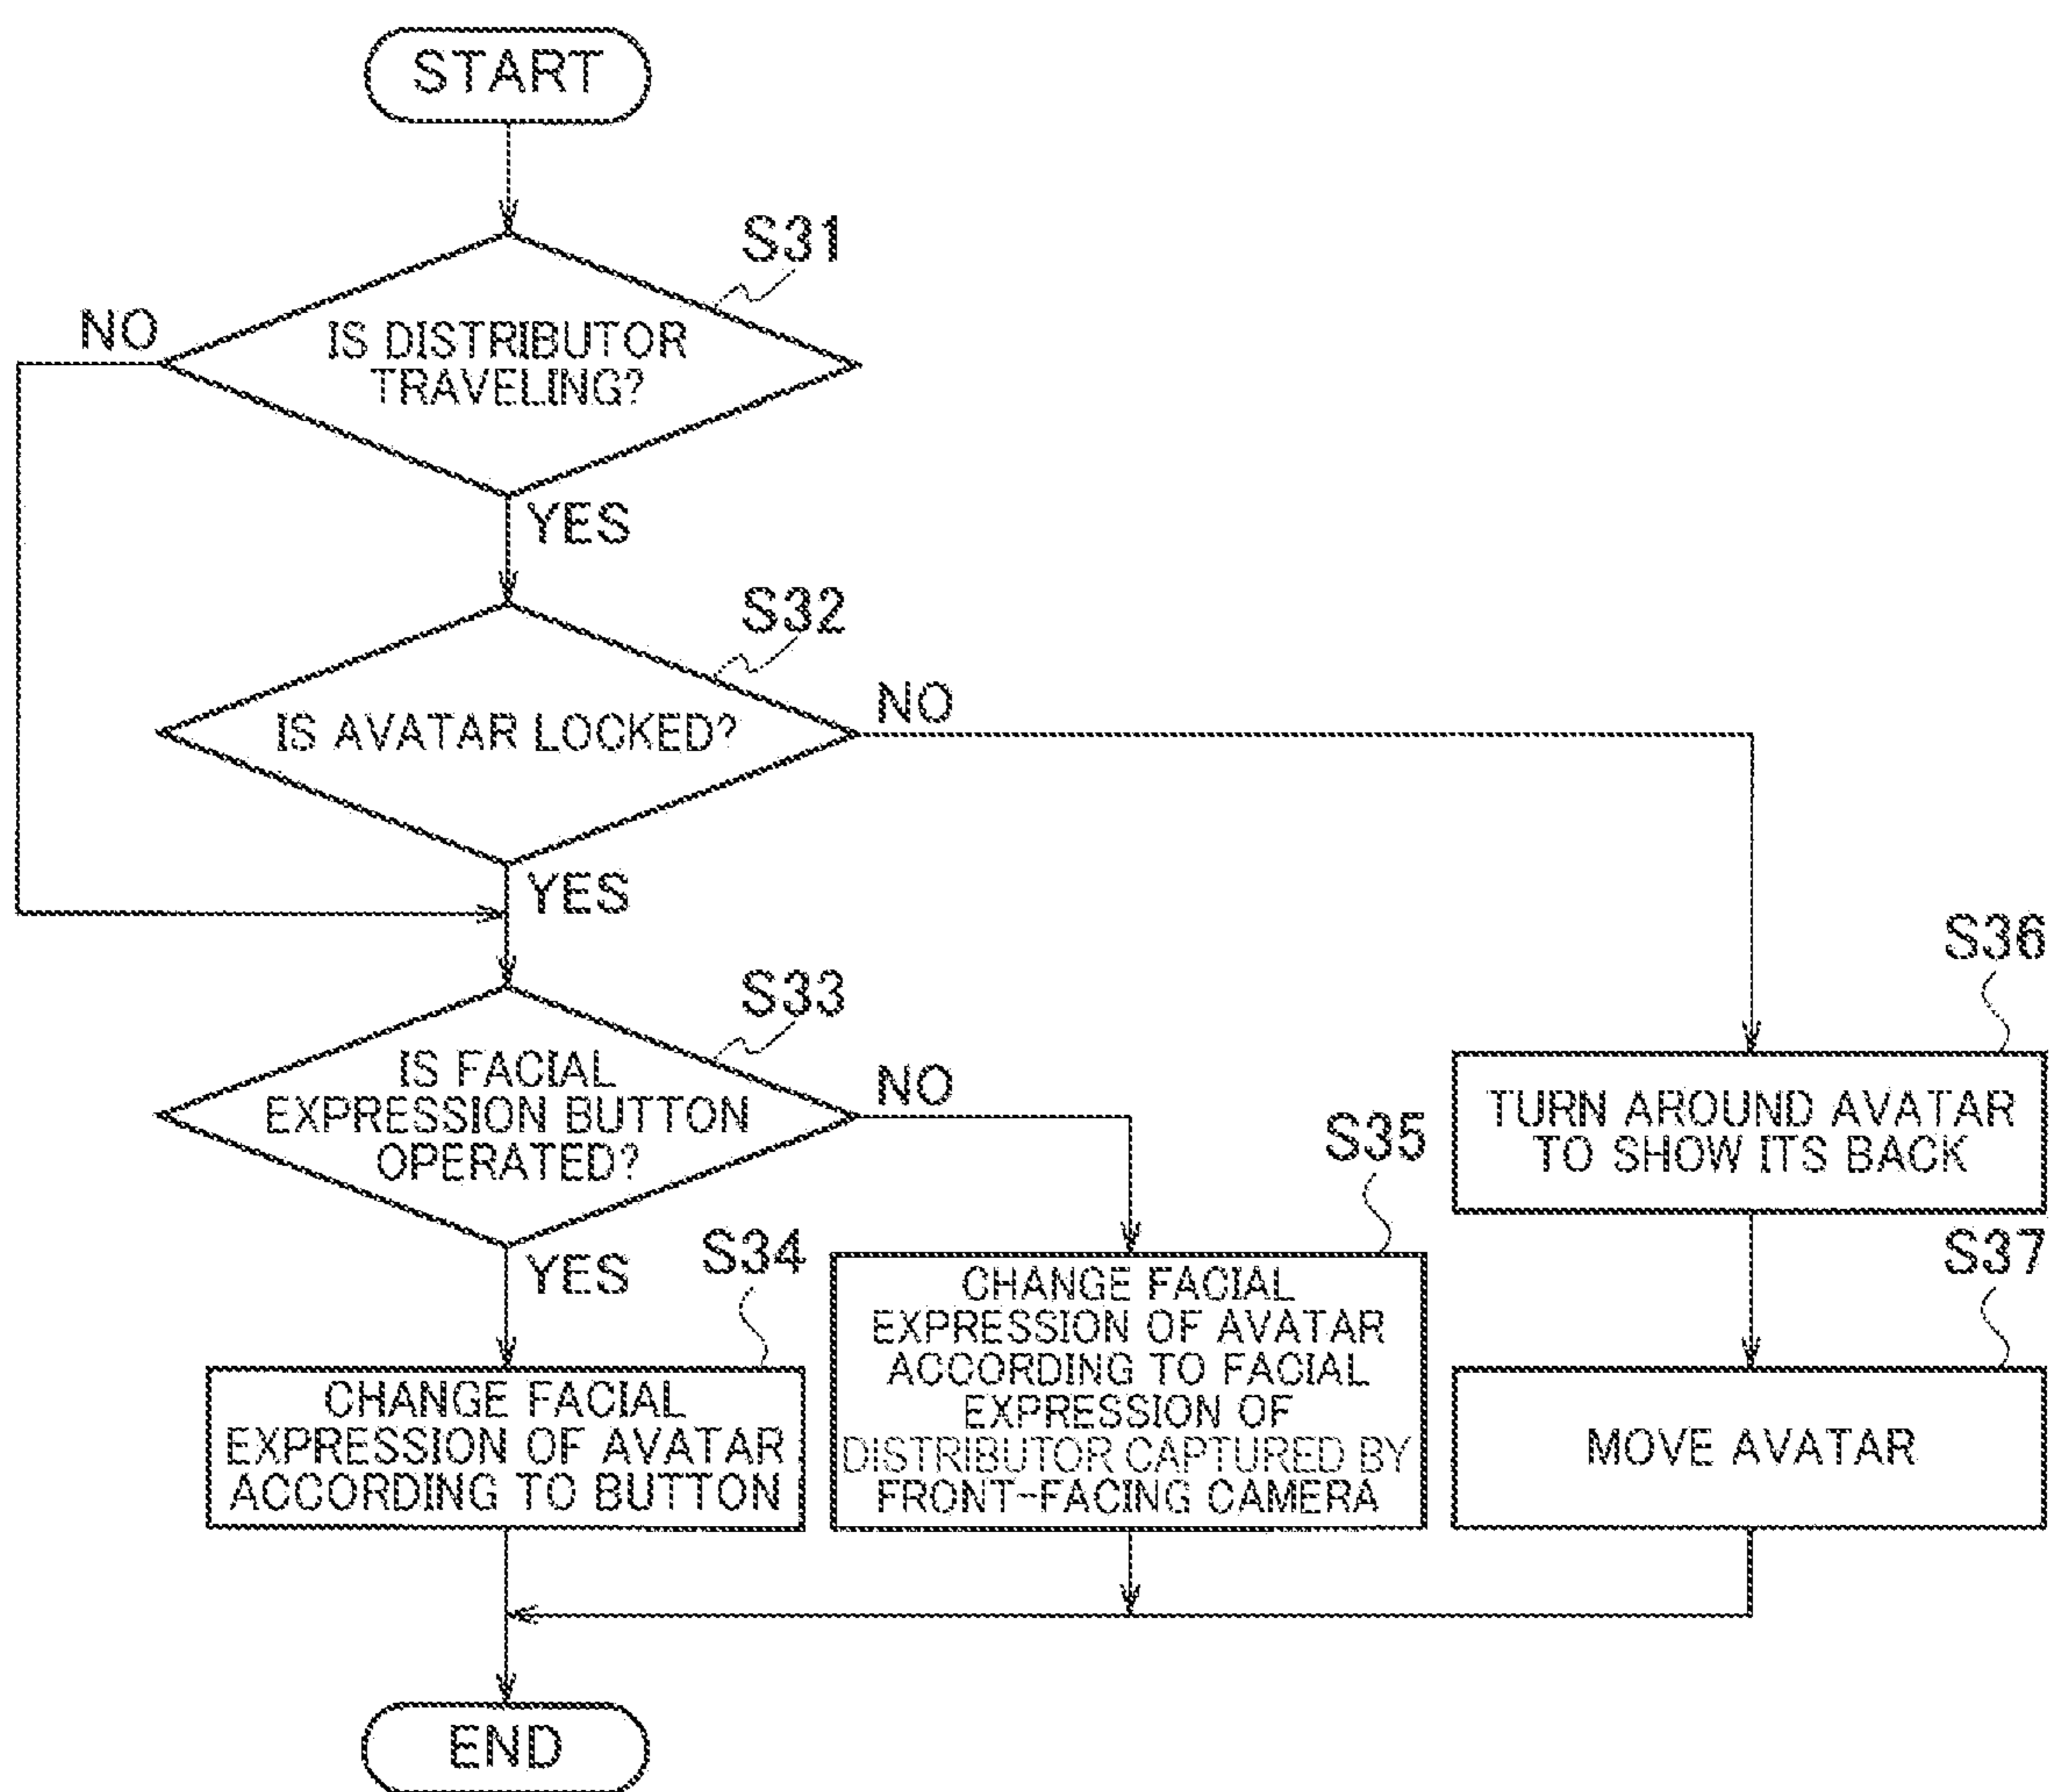 START
S31
NO
IS DISTRIBUTOR
TRAVELING?
YES
S32
NO
IS AVATAR LOCKED?
YES
S33
IS FACIAL
EXPRESSION BUTTON
OPERATED?
NO
YES
S34
CHANGE FACIAL
EXPRESSION OF AVATAR
ACCORDING TO BUTTON
S35
CHANGE FACIAL
EXPRESSION OF AVATAR
ACCORDING TO FACIAL
EXPRESSION OF
DISTRIBUTOR CAPTURED BY
FRONT-FACING CAMERA
S36
TURN AROUND AVATAR
TO SHOW ITS BACK
S37
MOVE AVATAR
END